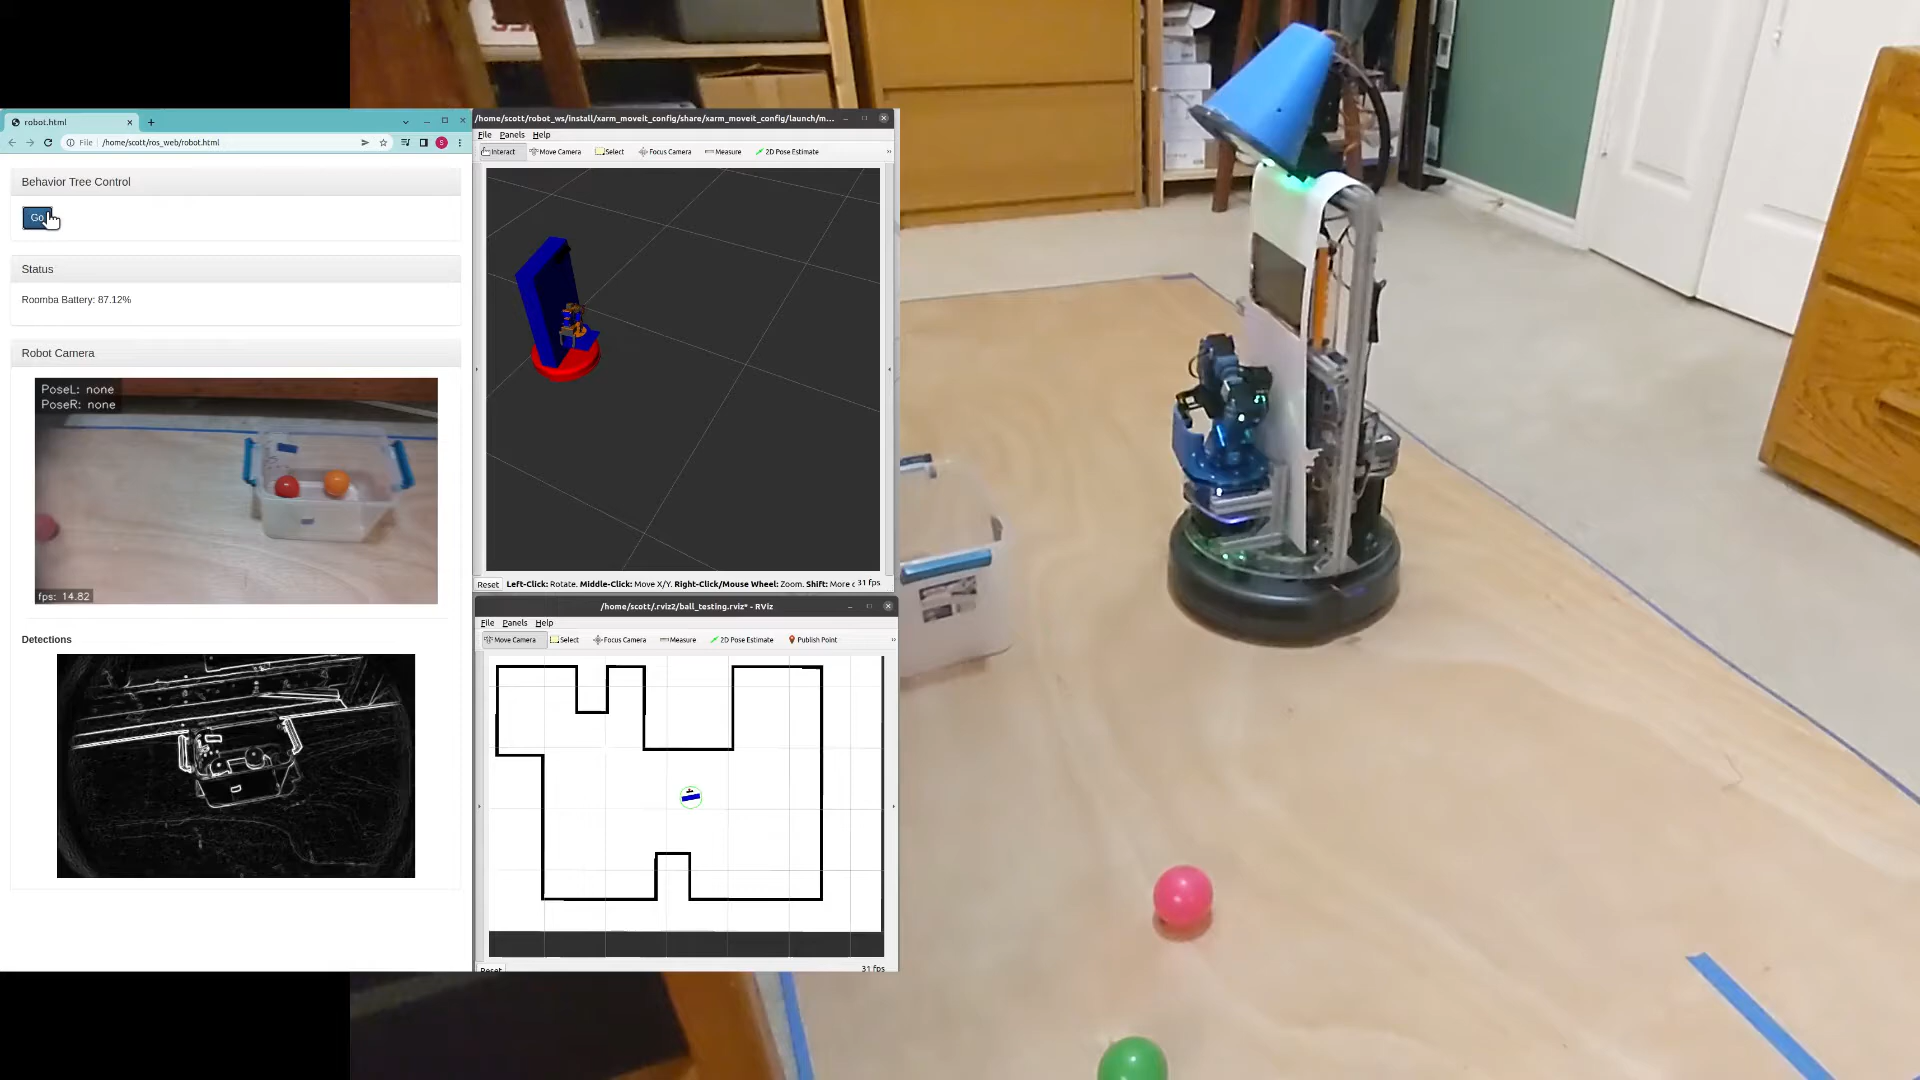 robot.html
File /home/scott/ros_web/robot.html
Behavior Tree Control
Go
Status
Roomba Battery: 87.12%
Robot Camera
PoseL: none
PoseR: none
fps: 14.82
Detections
/home/scott/robot_ws/install/xarm_moveit_config/share/xarm_moveit_config/launch/m...
File Panels Help
Interact Move Camera Select Focus Camera Measure 2D Pose Estimate
Reset Left-Click: Rotate. Middle-Click: Move X/Y. Right-Click/Mouse Wheel: Zoom. Shift: More c 31 fps
/home/scott/.rviz2/ball_testing.rviz* - RViz
File Panels Help
Move Camera Select Focus Camera Measure 2D Pose Estimate Publish Point
Reset 31 fps